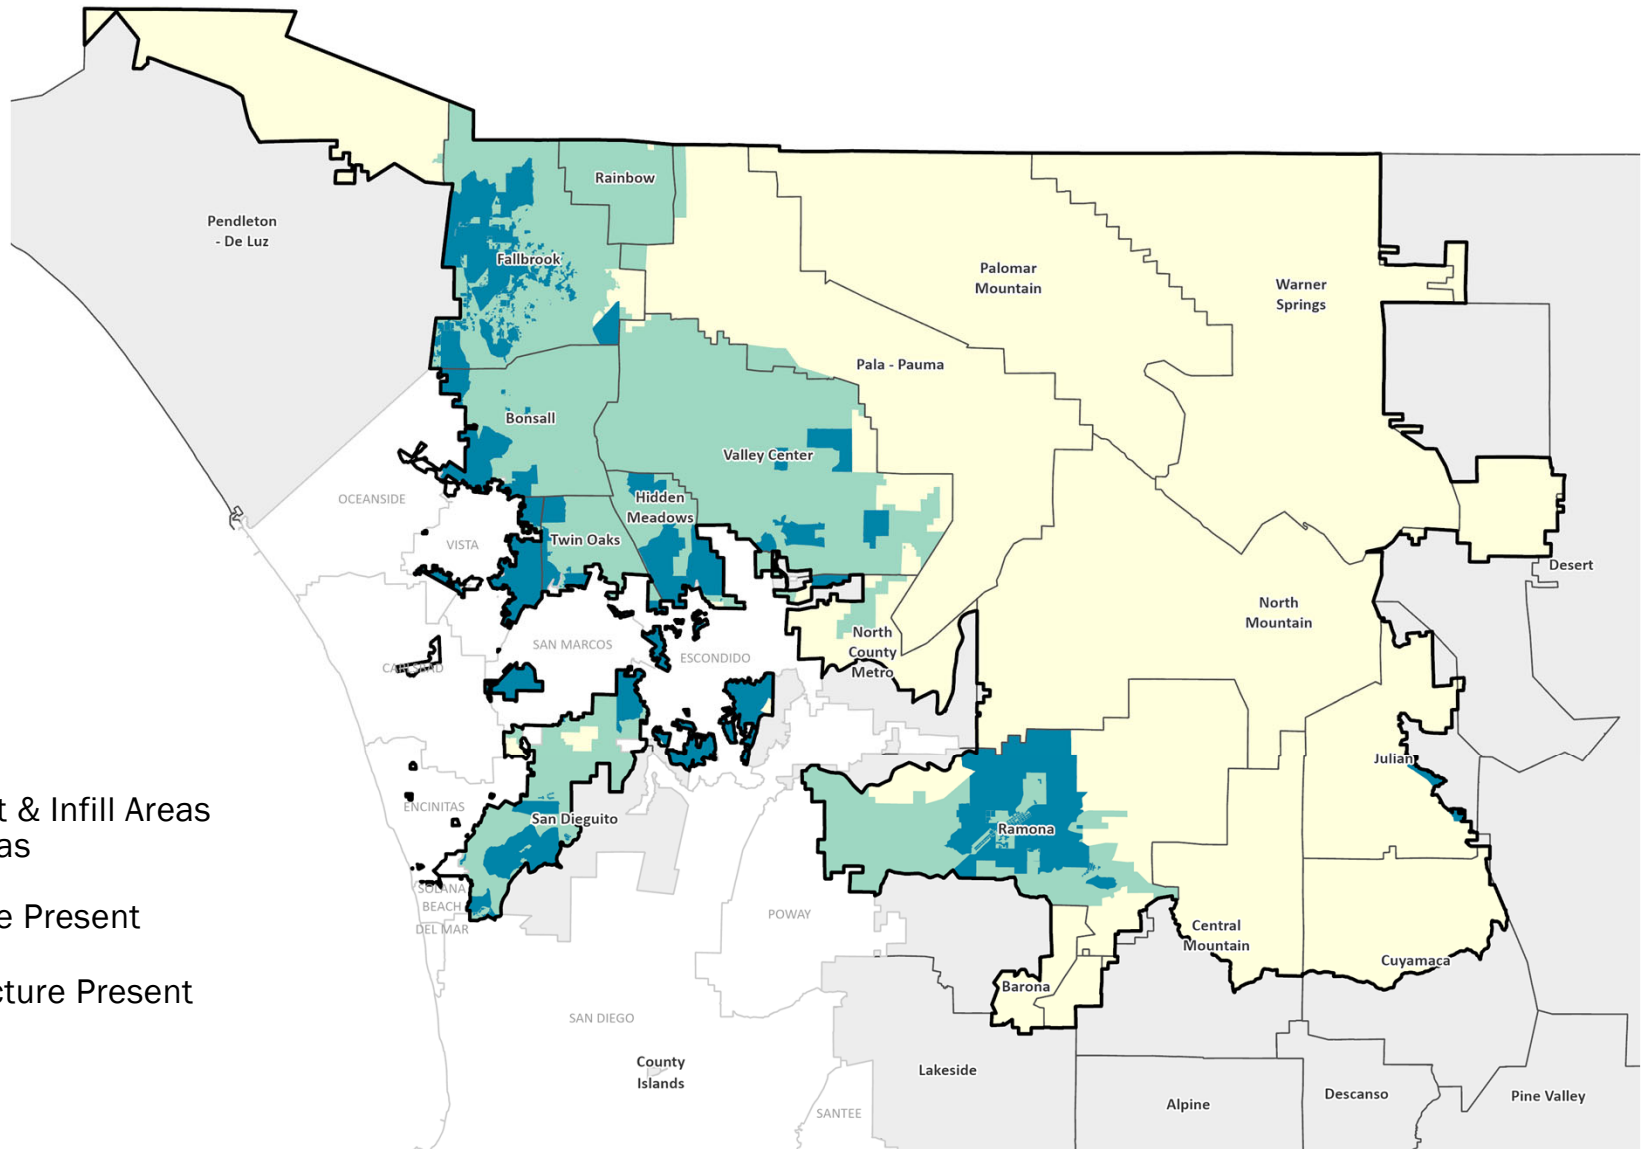 Rainbow
Pendleton
- De Luz
Fallbrook
Palomar
Mountain
Warner
Springs
Pala - Pauma
Bonsall
Valley Center
OCEANSIDE
Hidden
Meadows
VISTA
Twin Oaks
Desert
North
Mountain
SAN MARCOS
ESCONDIDO
North
County
Metro
CARLSBAD
Julian
t & Infill Areas
as
ENCINITAS
San Dieguito
Ramona
SOLANA
BEACH
e Present
POWAY
DEL MAR
Central
Mountain
Cuyamaca
Barona
cture Present
SAN DIEGO
County
Islands
Lakeside
Alpine
Descanso
Pine Valley
SANTEE